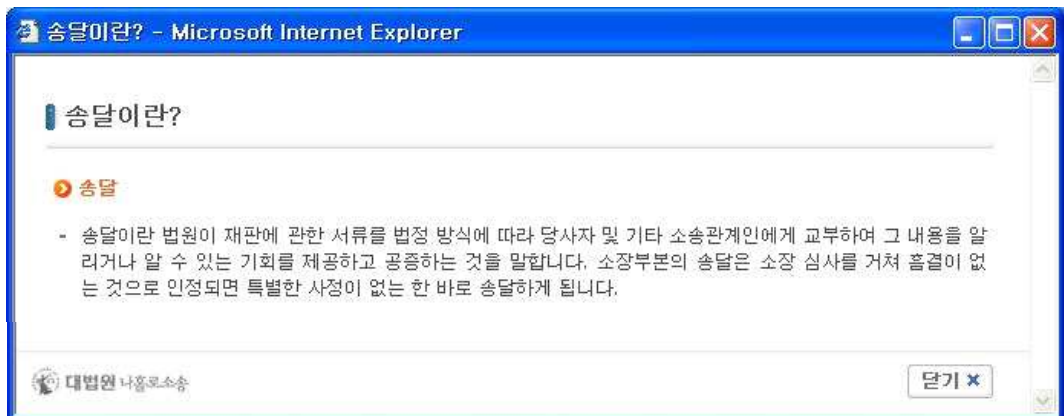 송달이란? - Microsoft Internet Explorer
송달이란?
송달
- 송달이란 법원이 재판에 관한 서류를 법정 방식에 따라 당사자 및 기타 소송관계인에게 교부하여 그 내용을 알
리거나 알 수 있는 기회를 제공하고 공증하는 것을 말합니다. 소장부본의 송달은 소장 심사를 거쳐 흠결이 없
는 것으로 인정되면 특별한 사정이 없는 한 바로 송달하게 됩니다.
대법원 나홀로소송
닫기 ×